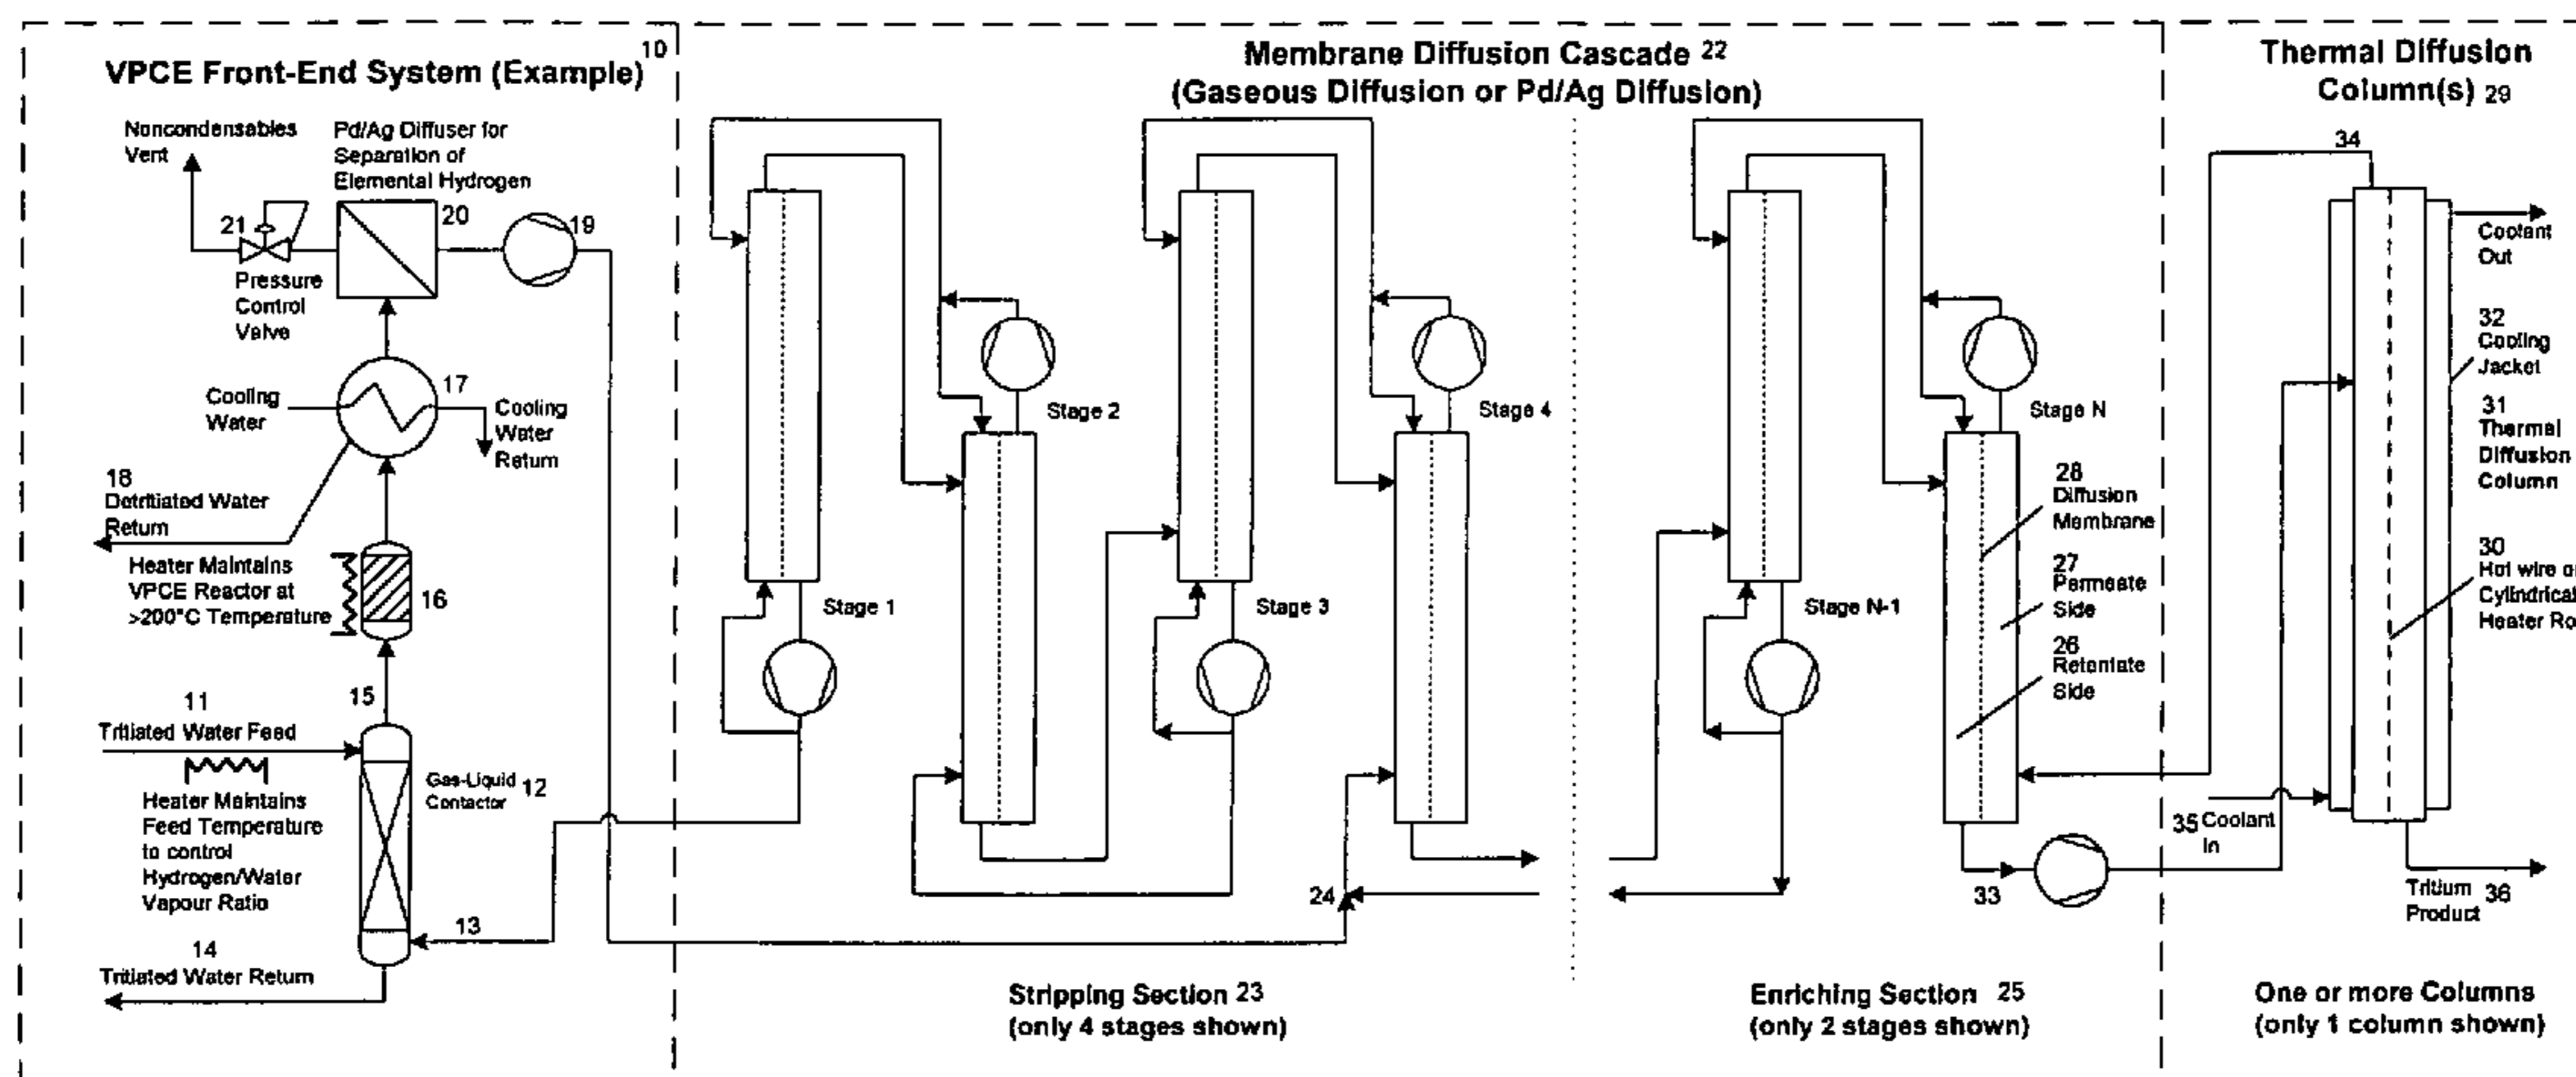 VPCE Front-End System (Example) 10
Noncondensables
Vent
Pd/Ag Diffuser for
Separation of
Elemental Hydrogen
21
20
19
Pressure
Control
Valve
Cooling
Water
17
Cooling
Water
Return
18
Detritiated Water
Return
Heater Maintains
VPCE Reactor at
>200°C Temperature
16
15
11
Tritiated Water Feed
Heater Maintains
Feed Temperature
to control
Hydrogen/Water
Vapour Ratio
Gas-Liquid 12
Contactor
13
14
Tritiated Water Return
Membrane Diffusion Cascade 22
(Gaseous Diffusion or Pd/Ag Diffusion)
Stage 1
Stage 2
Stage 3
Stage 4
Stage N-1
Stage N
24
28
Diffusion
Membrane
27
Permeate
Side
26
Retentate
Side
33
Stripping Section 23
(only 4 stages shown)
Enriching Section 25
(only 2 stages shown)
Thermal Diffusion
Column(s) 29
34
Coolant
Out
32
Cooling
Jacket
31
Thermal
Diffusion
Column
30
Hot wire
Cylindrical
Heater
35 Coolant
In
Tritium 36
Product
One or more Columns
(only 1 column shown)